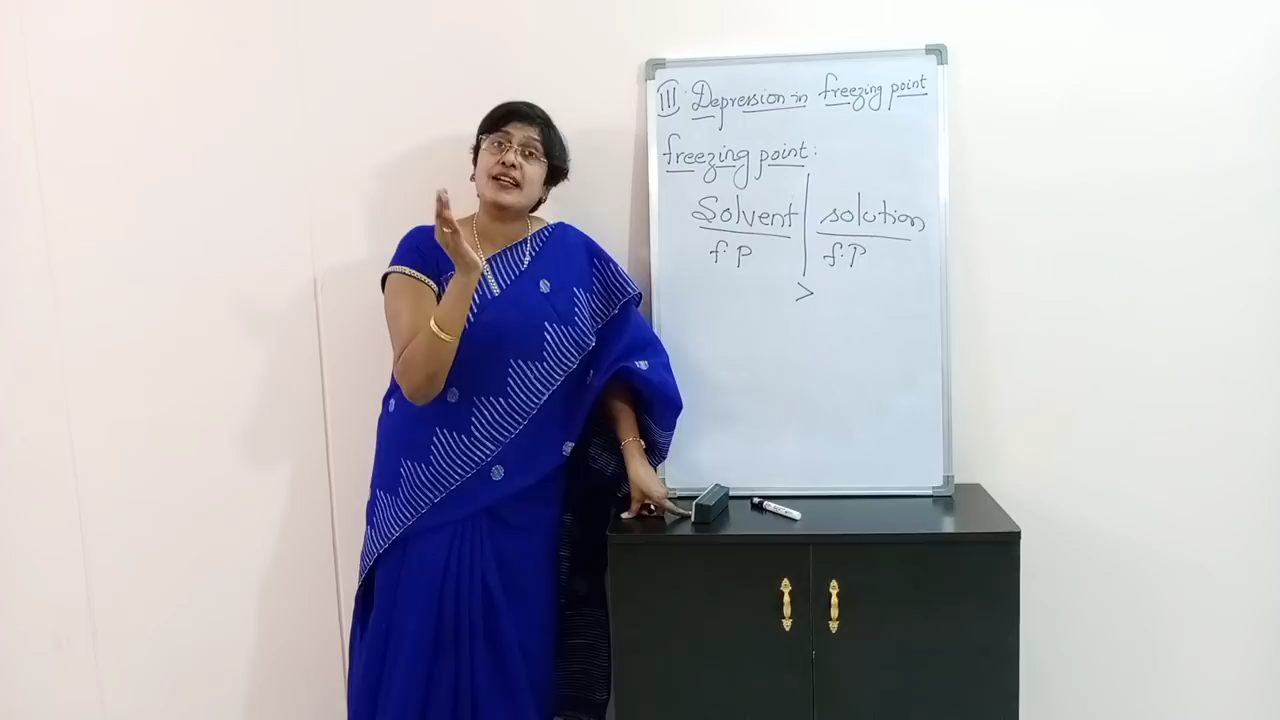 III. Depression in freezing point
freezing point:
Solvent | solution
f.p f.p
>